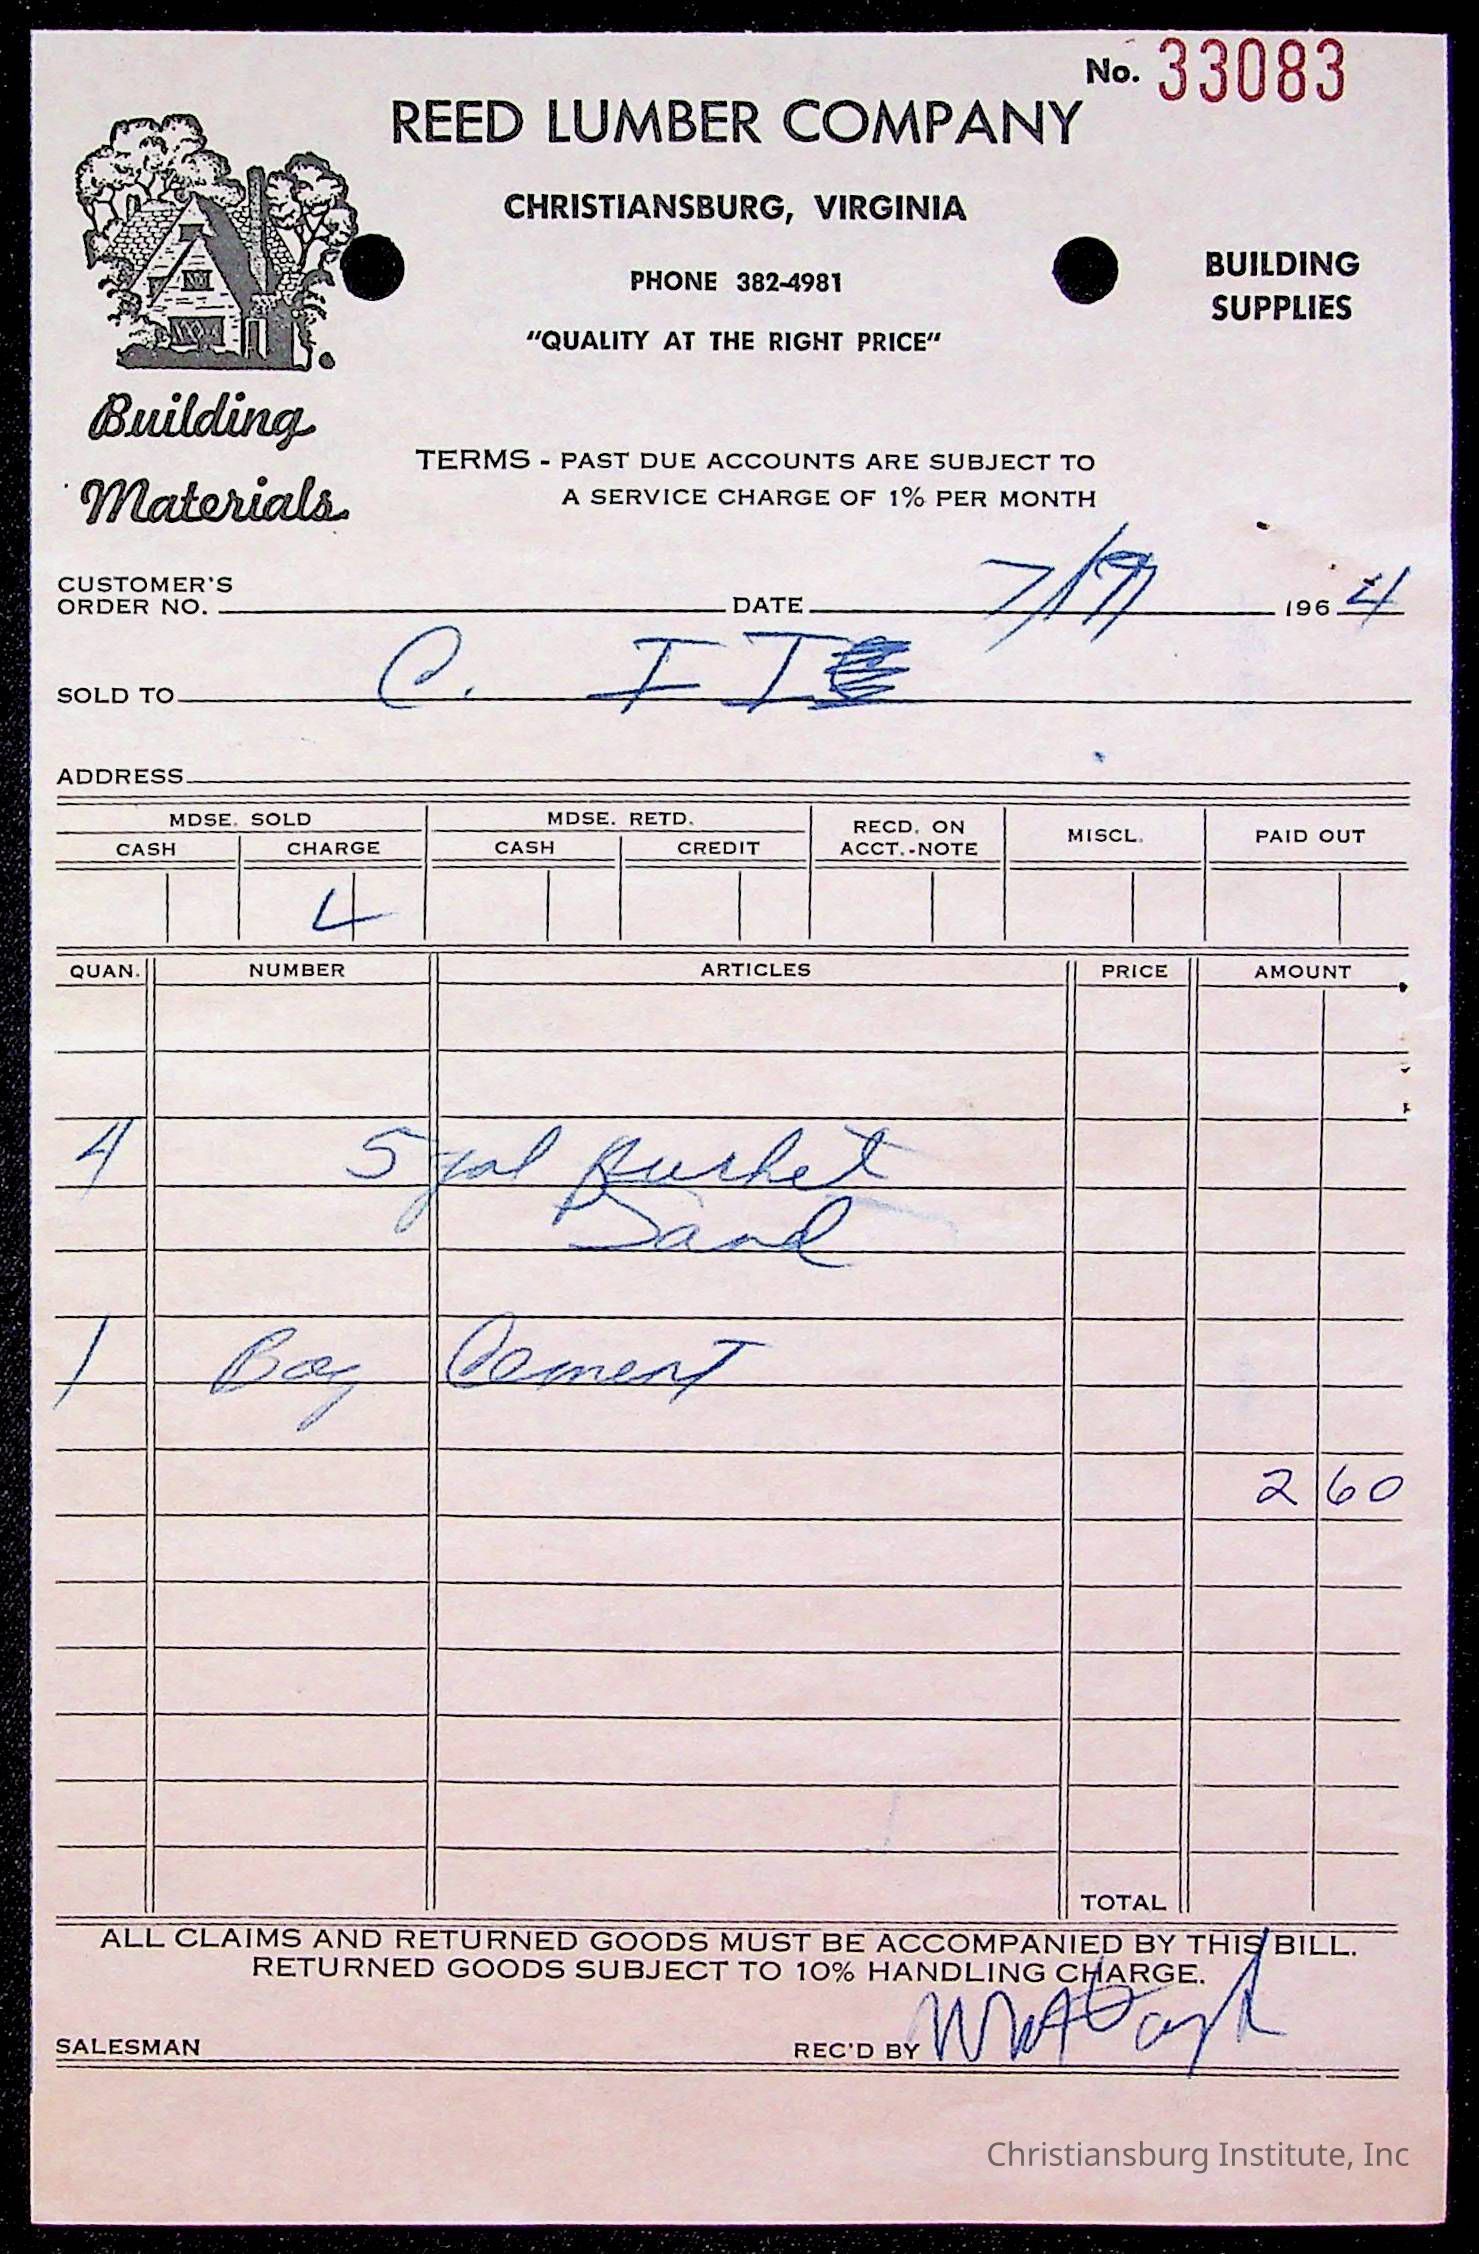 No. 33083
REED LUMBER COMPANY
CHRISTIANSBURG, VIRGINIA
PHONE 382-4981
"QUALITY AT THE RIGHT PRICE"
BUILDING
SUPPLIES
Building
Materials
TERMS - PAST DUE ACCOUNTS ARE SUBJECT TO
A SERVICE CHARGE OF 1% PER MONTH
CUSTOMER'S
ORDER NO. DATE 196 4
SOLD TO C. I I
ADDRESS
MDSE. SOLD MDSE. RETD. RECD. ON ACCT.-NOTE MISCL. PAID OUT
CASH CHARGE CASH CREDIT
QUAN. NUMBER ARTICLES PRICE AMOUNT
4 5 gal Bucket
Sand
1 Bag Cement
2 60
TOTAL
ALL CLAIMS AND RETURNED GOODS MUST BE ACCOMPANIED BY THIS BILL.
RETURNED GOODS SUBJECT TO 10% HANDLING CHARGE.
SALESMAN REC'D BY
Christiansburg Institute, Inc